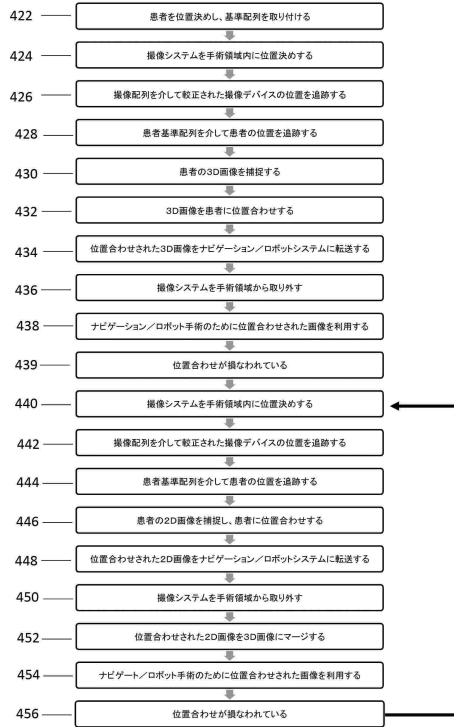 422 患者を位置決めし、基準配列を取り付ける
424 撮像システムを手術領域内に位置決めする
426 撮像配列を介して較正された撮像デバイスの位置を追跡する
428 患者基準配列を介して患者の位置を追跡する
430 患者の3D画像を捕捉する
432 3D画像を患者に位置合わせする
434 位置合わせされた3D画像をナビゲーション／ロボットシステムに転送する
436 撮像システムを手術領域から取り外す
438 ナビゲーション／ロボット手術のために位置合わせされた画像を利用する
439 位置合わせが損なわれている
440 撮像システムを手術領域内に位置決めする
442 撮像配列を介して較正された撮像デバイスの位置を追跡する
444 患者基準配列を介して患者の位置を追跡する
446 患者の2D画像を捕捉し、患者に位置合わせする
448 位置合わせされた2D画像をナビゲーション／ロボットシステムに転送する
450 撮像システムを手術領域から取り外す
452 位置合わせされた2D画像を3D画像にマージする
454 ナビゲート／ロボット手術のために位置合わせされた画像を利用する
456 位置合わせが損なわれている